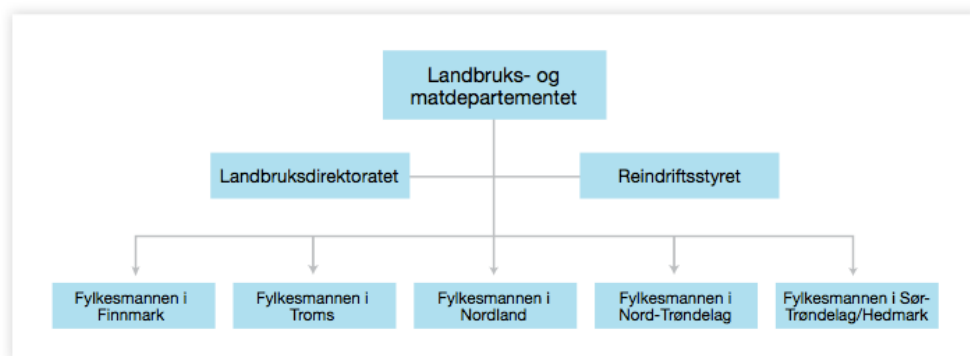 Landbruks- og
matdepartementet
Landbruksdirektoratet
Reindriftsstyret
Fylkesmannen i
Finnmark
Fylkesmannen i
Troms
Fylkesmannen i
Nordland
Fylkesmannen i
Nord-Trøndelag
Fylkesmannen i Sør-
Trøndelag/Hedmark